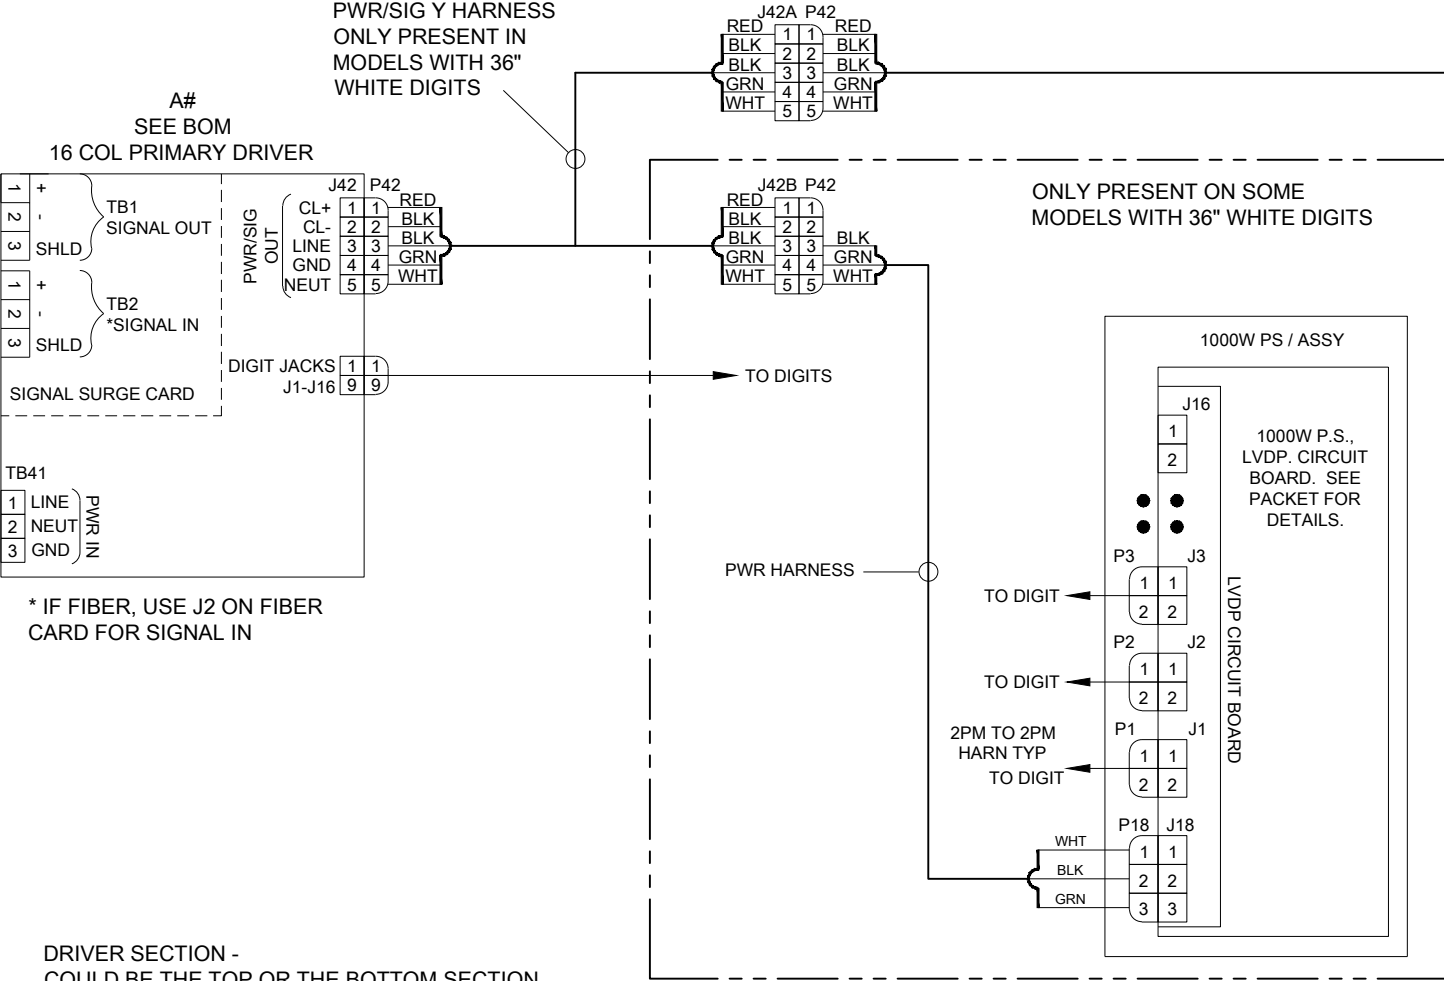 PWR/SIG Y HARNESS
ONLY PRESENT IN
MODELS WITH 36"
WHITE DIGITS
A#
SEE BOM
16 COL PRIMARY DRIVER
1 +
2 -
3 SHLD
TB1
SIGNAL OUT
1 +
2 -
3 SHLD
TB2
*SIGNAL IN
SIGNAL SURGE CARD
PWR/SIG
OUT
J42 P42
CL+ 1 1 RED
CL- 2 2 BLK
LINE 3 3 BLK
GND 4 4 GRN
NEUT 5 5 WHT
DIGIT JACKS 1 1
J1-J16 9 9
TO DIGITS
TB41
1 LINE
2 NEUT
3 GND
PWR IN
* IF FIBER, USE J2 ON FIBER
CARD FOR SIGNAL IN
J42A P42
RED 1 1 RED
BLK 2 2 BLK
BLK 3 3 BLK
GRN 4 4 GRN
WHT 5 5 WHT
J42B P42
RED 1 1
BLK 2 2
BLK 3 3 BLK
GRN 4 4 GRN
WHT 5 5 WHT
ONLY PRESENT ON SOME
MODELS WITH 36" WHITE DIGITS
1000W PS / ASSY
J16
1
2
1000W P.S.,
LVDP. CIRCUIT
BOARD. SEE
PACKET FOR
DETAILS.
LVDP CIRCUIT BOARD
PWR HARNESS
P3 J3
1 1
2 2
TO DIGIT
P2 J2
1 1
2 2
TO DIGIT
2PM TO 2PM
HARN TYP
TO DIGIT
P1 J1
1 1
2 2
P18 J18
WHT 1 1
BLK 2 2
GRN 3 3
DRIVER SECTION -
COULD BE THE TOP OR THE BOTTOM SECTION